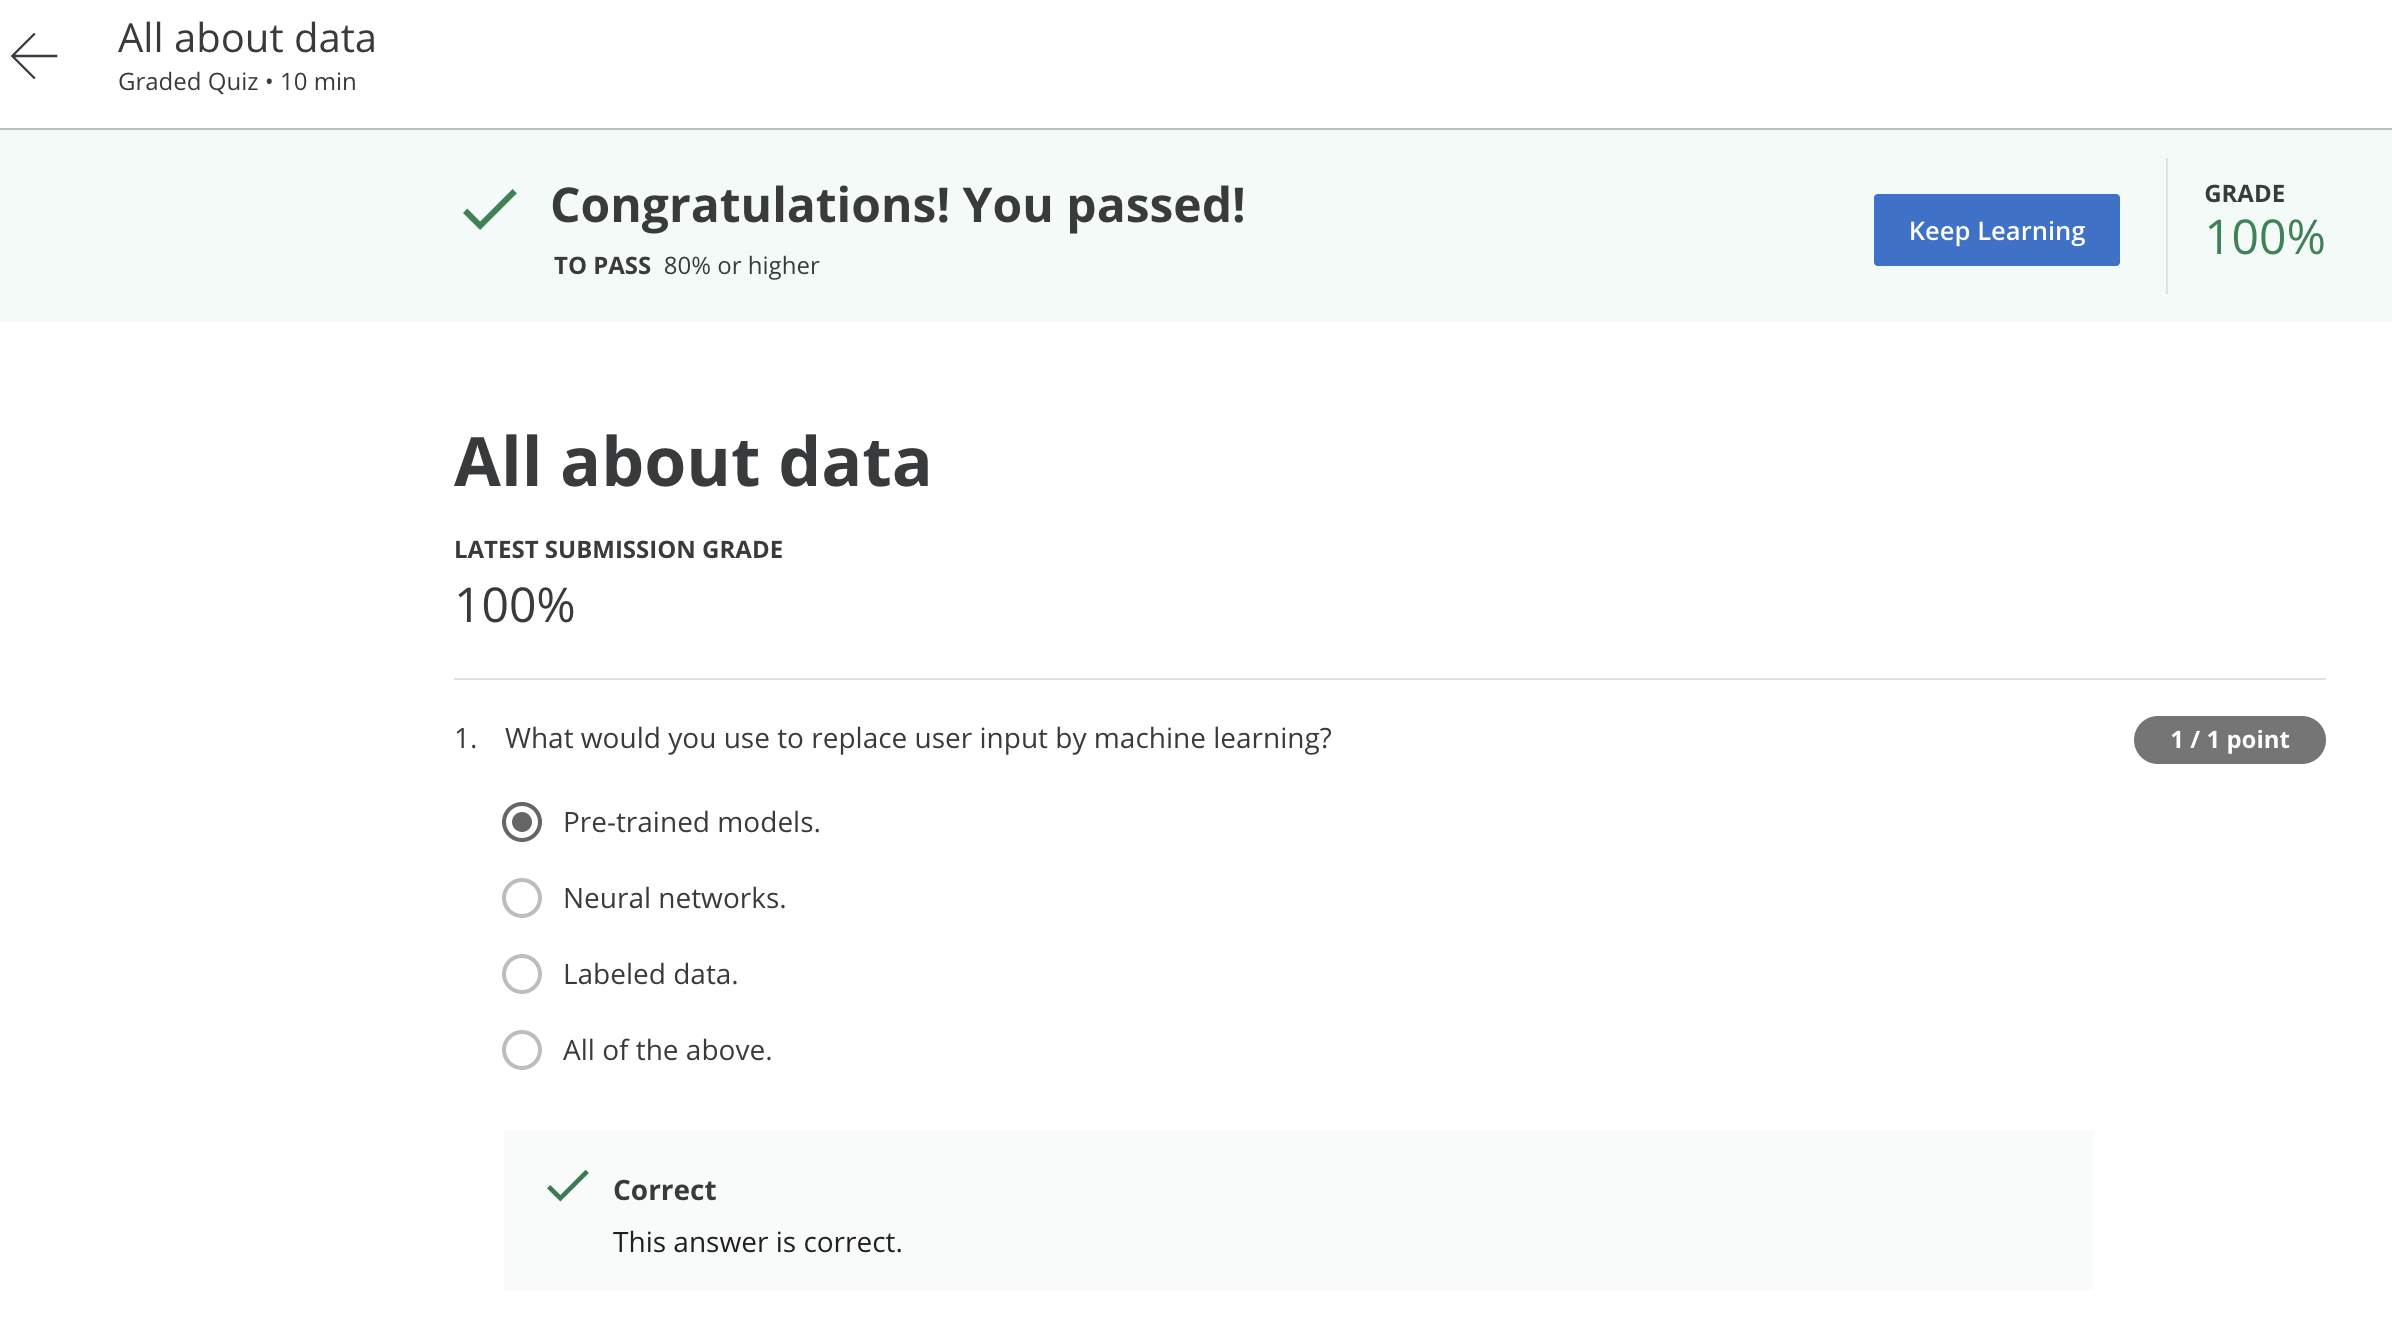 All about data
Graded Quiz • 10 min
Congratulations! You passed!
TO PASS 80% or higher
Keep Learning
GRADE
100%
All about data
LATEST SUBMISSION GRADE
100%
1. What would you use to replace user input by machine learning?
1 / 1 point
Pre-trained models.
Neural networks.
Labeled data.
All of the above.
Correct
This answer is correct.